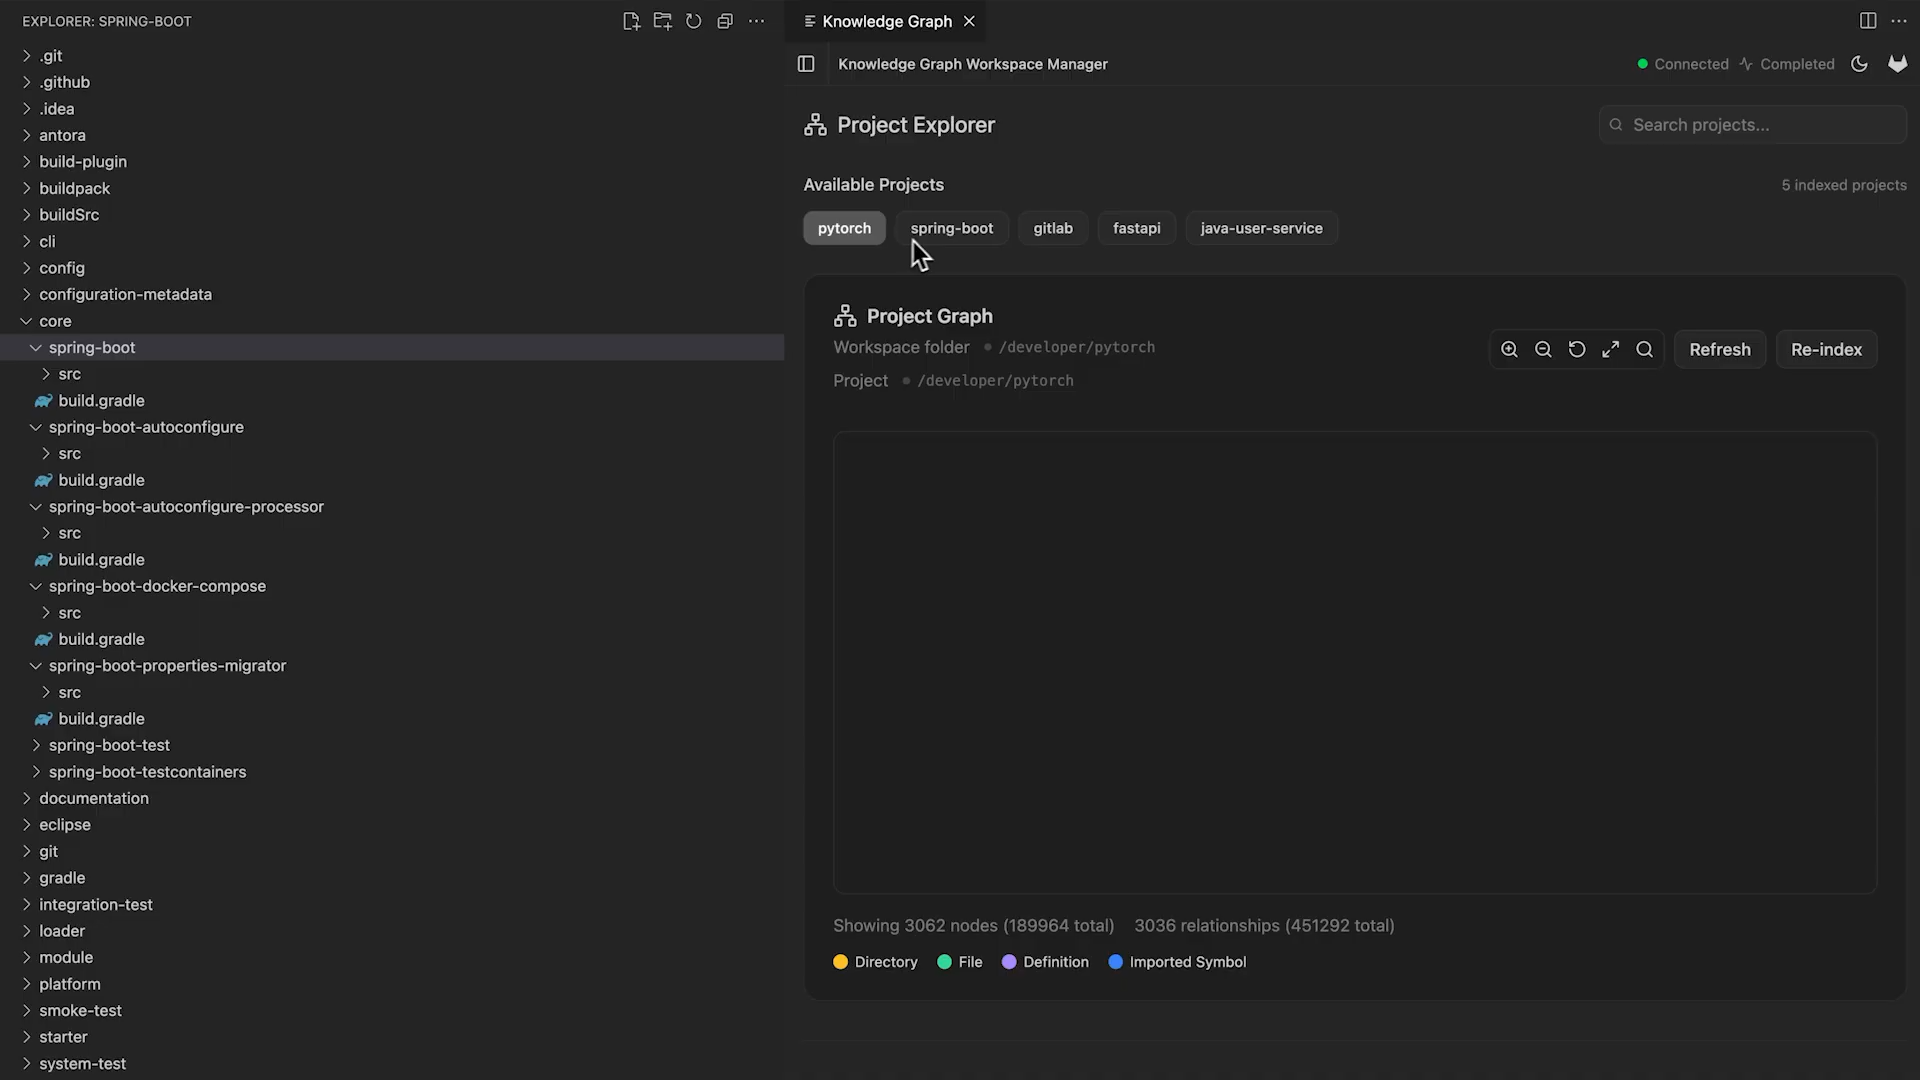 EXPLORER: SPRING-BOOT
.git
.github
.idea
antora
build-plugin
buildpack
buildSrc
cli
config
configuration-metadata
core
spring-boot
src
build.gradle
spring-boot-autoconfigure
src
build.gradle
spring-boot-autoconfigure-processor
src
build.gradle
spring-boot-docker-compose
src
build.gradle
spring-boot-properties-migrator
src
build.gradle
spring-boot-test
spring-boot-testcontainers
documentation
eclipse
git
gradle
integration-test
loader
module
platform
smoke-test
starter
system-test
Knowledge Graph
Knowledge Graph Workspace Manager
Connected Completed
Project Explorer
Search projects...
Available Projects
5 indexed projects
pytorch spring-boot gitlab fastapi java-user-service
Project Graph
Workspace folder /developer/pytorch
Project /developer/pytorch
Refresh Re-index
Showing 3062 nodes (189964 total) 3036 relationships (451292 total)
Directory File Definition Imported Symbol